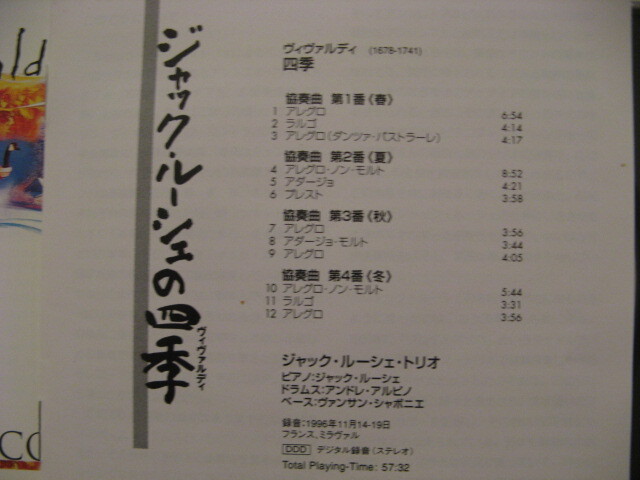 ld
ジャック・ルーシェの四季
ヴィヴァルディ
ヴィヴァルディ (1678-1741)
四季
協奏曲 第1番《春》
1 アレグロ 6:54
2 ラルゴ 4:14
3 アレグロ(ダンツァ・パストラーレ) 4:17
協奏曲 第2番《夏》
4 アレグロ・ノン・モルト 8:52
5 アダージョ 4:21
6 プレスト 3:58
協奏曲 第3番《秋》
7 アレグロ 3:56
8 アダージョ・モルト 3:44
9 アレグロ 4:05
協奏曲 第4番《冬》
10 アレグロ・ノン・モルト 5:44
11 ラルゴ 3:31
12 アレグロ 3:56
ジャック・ルーシェ・トリオ
ピアノ:ジャック・ルーシェ
ドラムス:アンドレ・アルピノ
ベース:ヴァンサン・シャボニエ
録音:1996年11月14-19日
フランス、ミラヴァル
DDD デジタル録音(ステレオ)
Total Playing-Time: 57:32
CC